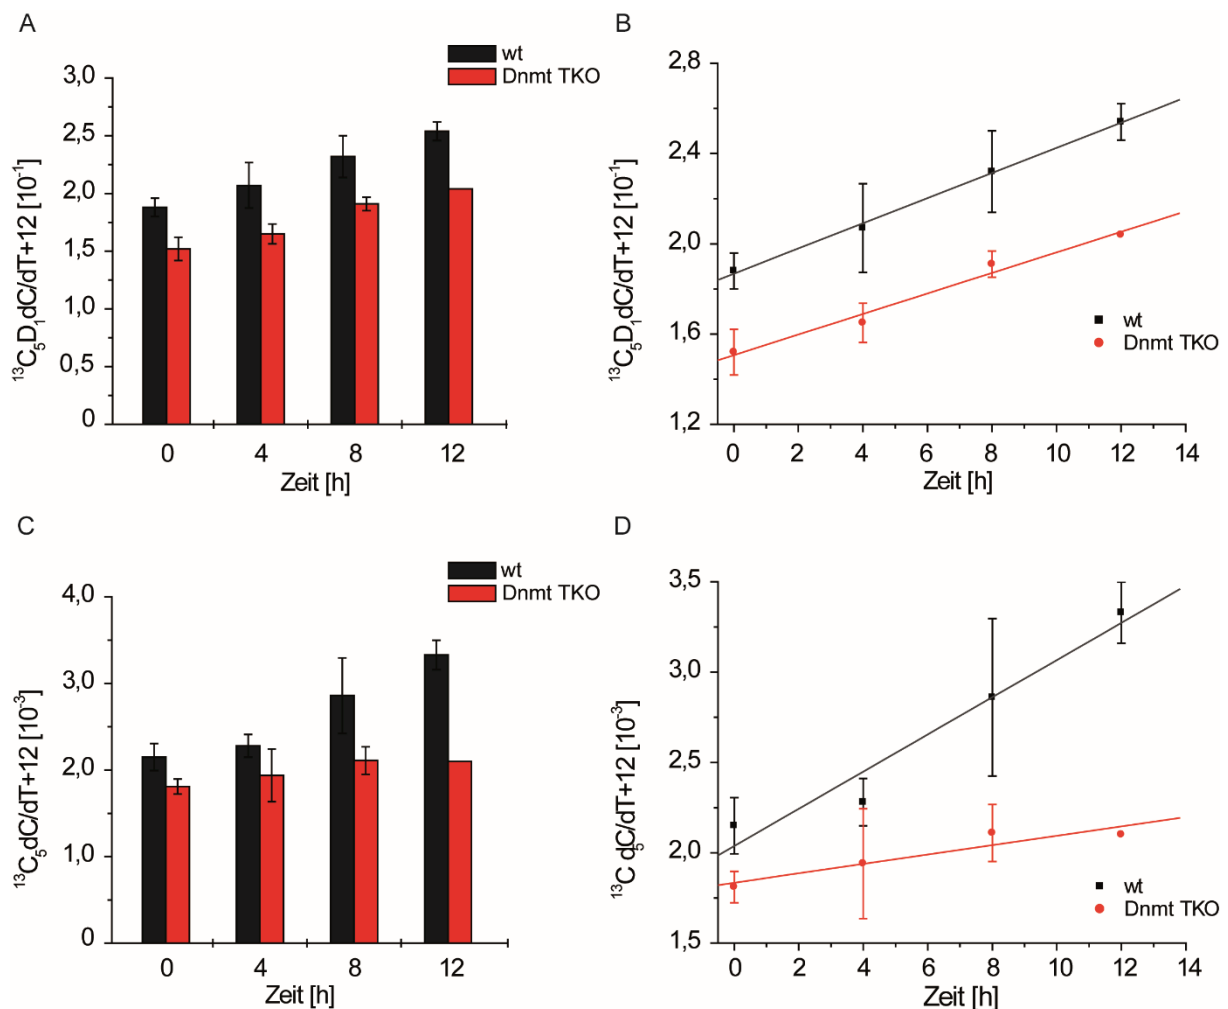 A
wt
Dnmt TKO
3,0
2,5
2,0
1,5
1,0
0,5
0
¹³C₅D₁dC/dT+12 [10⁻¹]
0 4 8 12
Zeit [h]
B
2,8
2,4
2,0
1,6
1,2
¹³C₅D₁dC/dT+12 [10⁻¹]
wt
Dnmt TKO
0 2 4 6 8 10 12 14
Zeit [h]
C
wt
Dnmt TKO
4,0
3,0
2,0
1,0
0
¹³C₅dC/dT+12 [10⁻³]
0 4 8 12
Zeit [h]
D
3,5
3,0
2,5
2,0
1,5
¹³C d₅C/dT+12 [10⁻³]
wt
Dnmt TKO
0 2 4 6 8 10 12 14
Zeit [h]